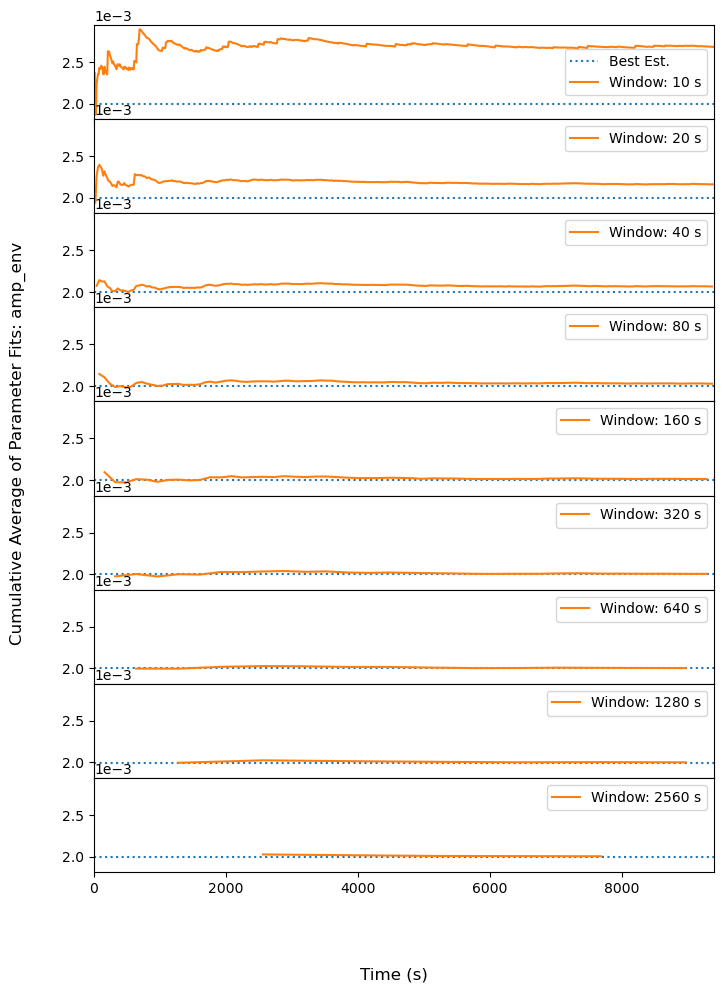 1e−3
2.5
2.0
Best Est.
Window: 10 s
1e−3
2.5
2.0
Window: 20 s
1e−3
2.5
2.0
Window: 40 s
1e−3
2.5
2.0
Window: 80 s
1e−3
2.5
2.0
Window: 160 s
1e−3
2.5
2.0
Window: 320 s
1e−3
2.5
2.0
Window: 640 s
1e−3
2.5
2.0
Window: 1280 s
1e−3
2.5
2.0
Window: 2560 s
0 2000 4000 6000 8000
Time (s)
Cumulative Average of Parameter Fits: amp_env